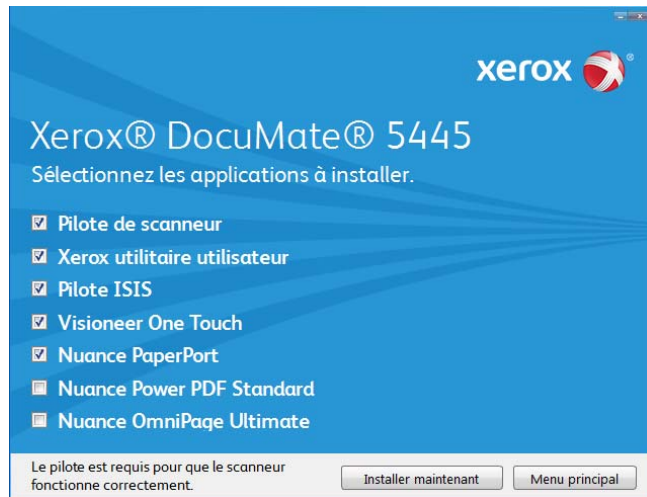 xerox
Xerox® DocuMate® 5445
Sélectionnez les applications à installer.
Pilote de scanneur
Xerox utilitaire utilisateur
Pilote ISIS
Visioneer One Touch
Nuance PaperPort
Nuance Power PDF Standard
Nuance OmniPage Ultimate
Le pilote est requis pour que le scanneur
fonctionne correctement.
Installer maintenant
Menu principal